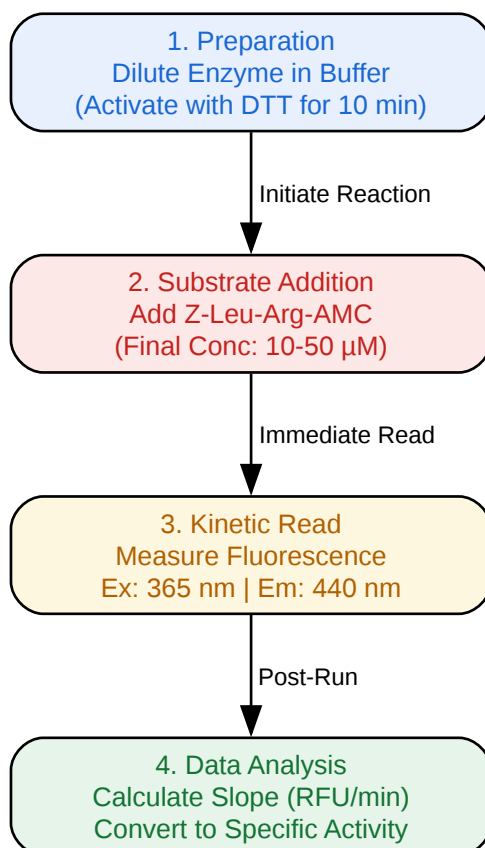 1. Preparation
Dilute Enzyme in Buffer
(Activate with DTT for 10 min)
Initiate Reaction
2. Substrate Addition
Add Z-Leu-Arg-AMC
(Final Conc: 10-50 µM)
Immediate Read
3. Kinetic Read
Measure Fluorescence
Ex: 365 nm | Em: 440 nm
Post-Run
4. Data Analysis
Calculate Slope (RFU/min)
Convert to Specific Activity